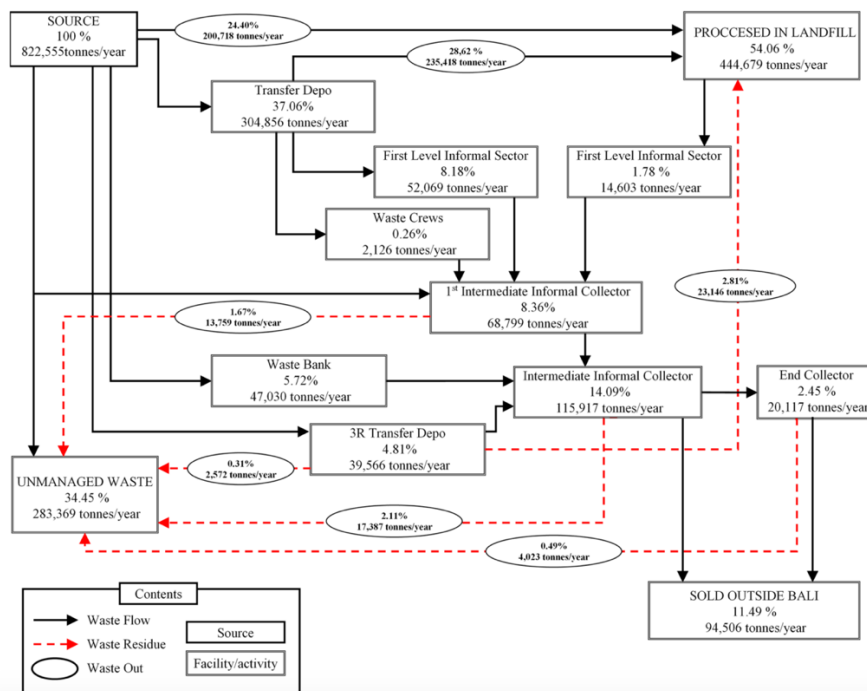 SOURCE
100 %
822,555tonnes/year
24.40%
200,718 tonnes/year
PROCCESED IN LANDFILL
54.06 %
444,679 tonnes/year
28,62 %
235,418 tonnes/year
Transfer Depo
37.06%
304,856 tonnes/year
First Level Informal Sector
8.18%
52,069 tonnes/year
First Level Informal Sector
1.78 %
14,603 tonnes/year
Waste Crews
0.26%
2,126 tonnes/year
2.81%
23,146 tonnes/year
1st Intermediate Informal Collector
8.36%
68,799 tonnes/year
1.67%
13,759 tonnes/year
Waste Bank
5.72%
47,030 tonnes/year
Intermediate Informal Collector
14.09%
115,917 tonnes/year
End Collector
2.45 %
20,117 tonnes/year
3R Transfer Depo
4.81%
39,566 tonnes/year
0.31%
2,572 tonnes/year
UNMANAGED WASTE
34.45 %
283,369 tonnes/year
2.11%
17,387 tonnes/year
0.49%
4,023 tonnes/year
SOLD OUTSIDE BALI
11.49 %
94,506 tonnes/year
Contents
Waste Flow
Waste Residue
Waste Out
Source
Facility/activity